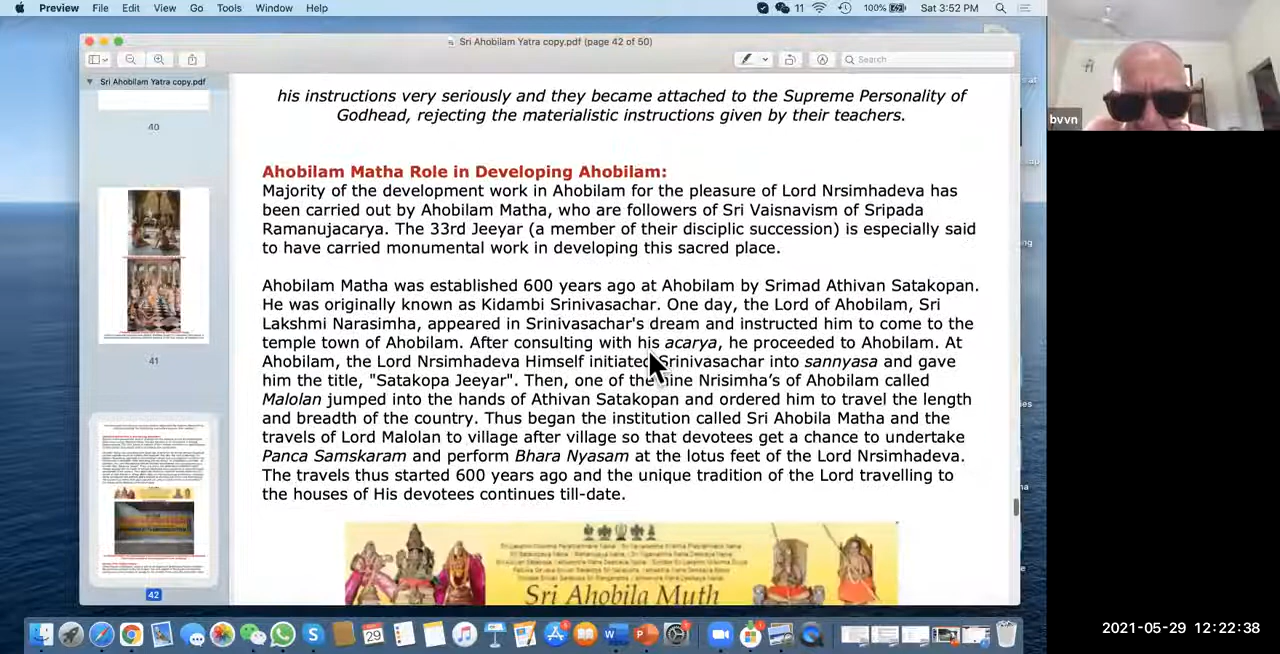 Preview File Edit View Go Tools Window Help
11 100% Sat 3:52 PM
Sri Ahobilam Yatra copy.pdf (page 42 of 50)
Search
Sri Ahobilam Yatra copy.pdf
40
41
42
his instructions very seriously and they became attached to the Supreme Personality of
Godhead, rejecting the materialistic instructions given by their teachers.
Ahobilam Matha Role in Developing Ahobilam:
Majority of the development work in Ahobilam for the pleasure of Lord Nrsimhadeva has
been carried out by Ahobilam Matha, who are followers of Sri Vaisnavism of Sripada
Ramanujacarya. The 33rd Jeeyar (a member of their disciplic succession) is especially said
to have carried monumental work in developing this sacred place.
Ahobilam Matha was established 600 years ago at Ahobilam by Srimad Athivan Satakopan.
He was originally known as Kidambi Srinivasachar. One day, the Lord of Ahobilam, Sri
Lakshmi Narasimha, appeared in Srinivasachar's dream and instructed him to come to the
temple town of Ahobilam. After consulting with his acarya, he proceeded to Ahobilam. At
Ahobilam, the Lord Nrsimhadeva Himself initiated Srinivasachar into sannyasa and gave
him the title, "Satakopa Jeeyar". Then, one of the nine Nrisimha's of Ahobilam called
Malolan jumped into the hands of Athivan Satakopan and ordered him to travel the length
and breadth of the country. Thus began the institution called Sri Ahobila Matha and the
travels of Lord Malolan to village after village so that devotees get a chance to undertake
Panca Samskaram and perform Bhara Nyasam at the lotus feet of the Lord Nrsimhadeva.
The travels thus started 600 years ago and the unique tradition of the Lord travelling to
the houses of His devotees continues till-date.
Sri Ahobila Muth
bvvn
2021-05-29 12:22:38